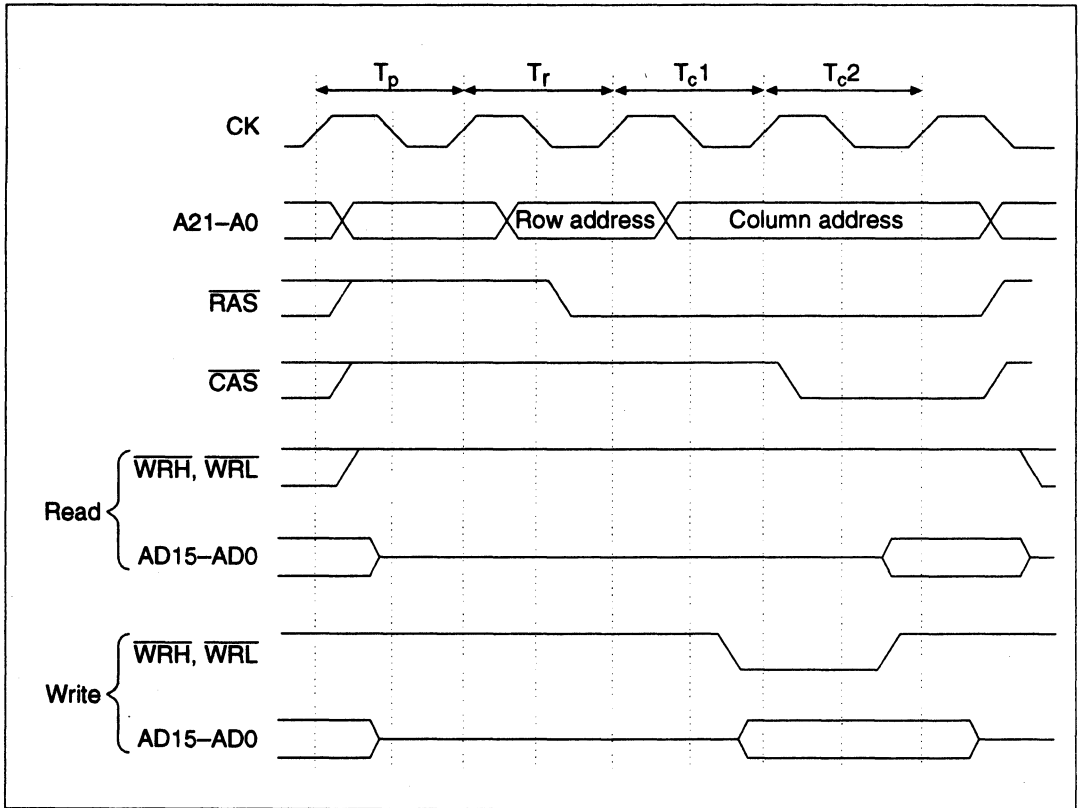 Tp Tr Tc1 Tc2
CK
A21–A0 Row address Column address
RAS
CAS
WRH, WRL
Read
AD15–AD0
WRH, WRL
Write
AD15–AD0